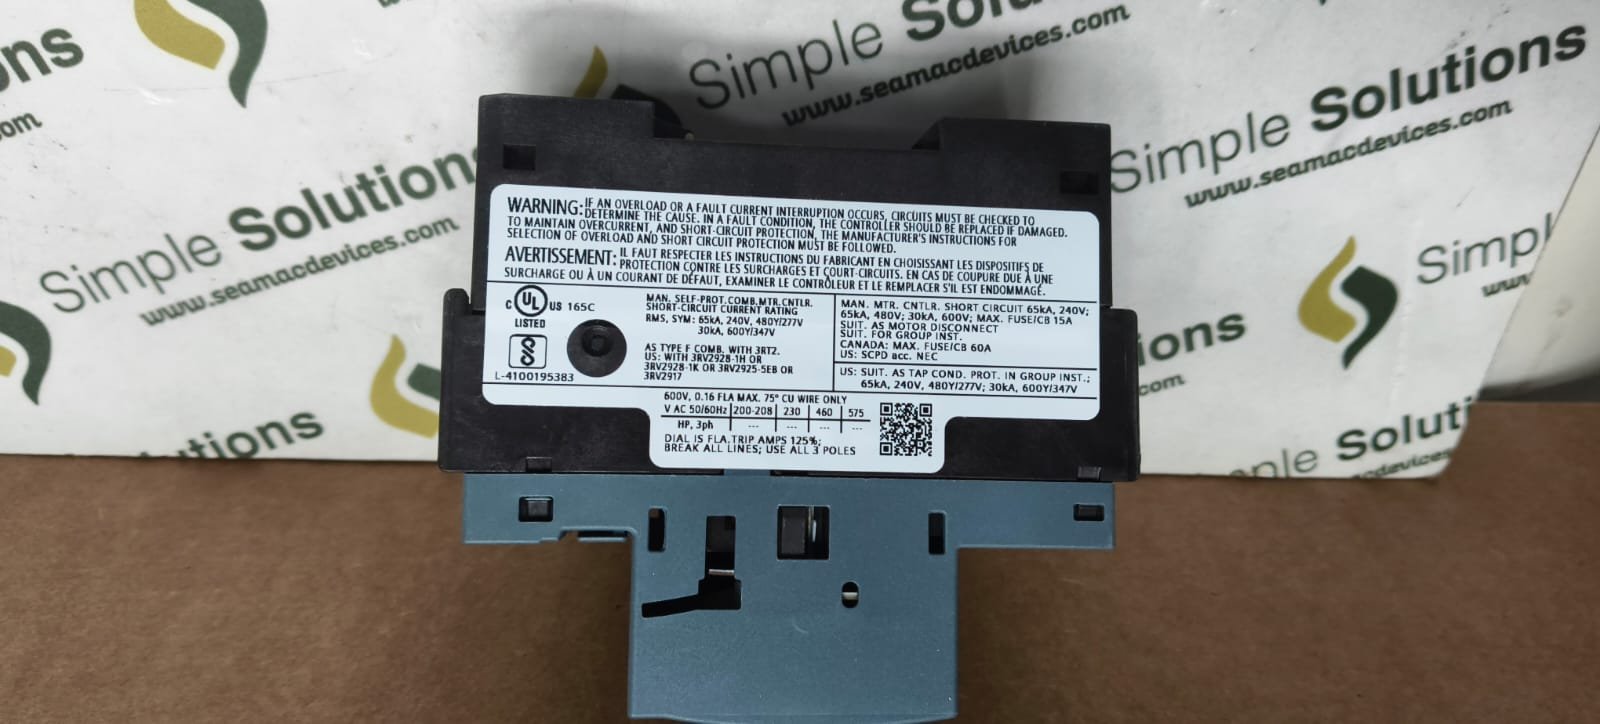 Simple Solutions
www.seamacdevices.com
Simple Solutions
www.seamacdevices.com
Simple Solutions
www.seamacdevices.com
WARNING: IF AN OVERLOAD OR A FAULT CURRENT INTERRUPTION OCCURS, CIRCUITS MUST BE CHECKED TO
DETERMINE THE CAUSE. IN A FAULT CONDITION, THE CONTROLLER SHOULD BE REPLACED IF DAMAGED.
TO MAINTAIN OVERCURRENT, AND SHORT-CIRCUIT PROTECTION, THE MANUFACTURER'S INSTRUCTIONS FOR
SELECTION OF OVERLOAD AND SHORT CIRCUIT PROTECTION MUST BE FOLLOWED.
AVERTISSEMENT: IL FAUT RESPECTER LES INSTRUCTIONS DU FABRICANT EN CHOISISSANT LES DISPOSITIFS DE
PROTECTION CONTRE LES SURCHARGES ET COURT-CIRCUITS. EN CAS DE COUPURE DUE À UNE
SURCHARGE OU À UN COURANT DE DÉFAUT, EXAMINER LE CONTRÔLEUR ET LE REMPLACER S'IL EST ENDOMMAGÉ.
C UL US 165C
LISTED
L-4100195383
MAN. SELF-PROT.COMB.MTR.CNTLR.
SHORT-CIRCUIT CURRENT RATING
RMS, SYM: 65kA, 240V, 480Y/277V
30kA, 600Y/347V
AS TYPE F COMB. WITH 3RT2.
US: WITH 3RV2928-1H OR
3RV2928-1K OR 3RV2925-5EB OR
3RV2917
MAN. MTR. CNTLR. SHORT CIRCUIT 65kA, 240V;
65kA, 480V; 30kA, 600V; MAX. FUSE/CB 15A
SUIT. AS MOTOR DISCONNECT
SUIT. FOR GROUP INST.
CANADA: MAX. FUSE/CB 60A
US: SCPD acc. NEC
US: SUIT. AS TAP COND. PROT. IN GROUP INST.;
65kA, 240V, 480Y/277V; 30kA, 600Y/347V
600V, 0.16 FLA MAX. 75° CU WIRE ONLY
V AC 50/60Hz 200-208 230 460 575
HP, 3ph --- --- --- ---
DIAL IS FLA.TRIP AMPS 125%;
BREAK ALL LINES; USE ALL 3 POLES